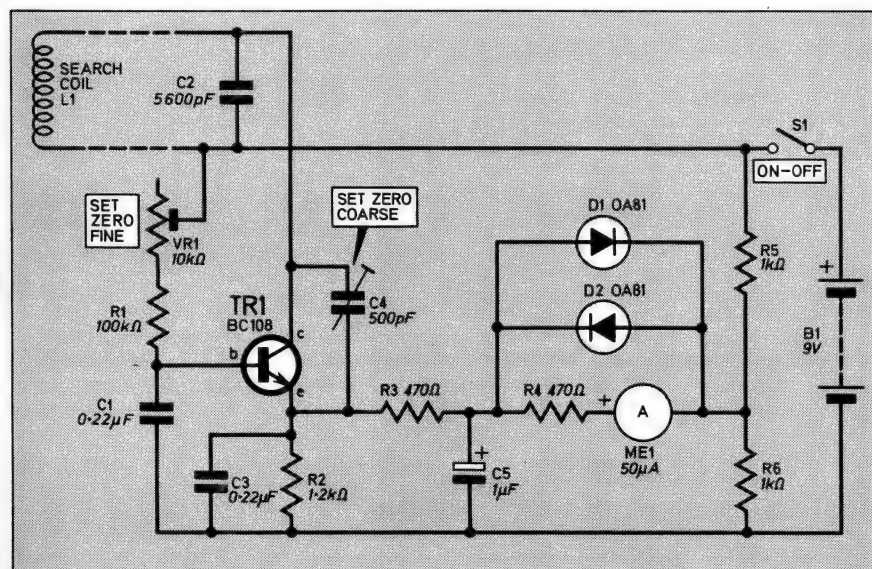 SEARCH
COIL
L1
C2
5600pF
S1
ON-OFF
SET
ZERO
FINE
VR1
10kΩ
SET ZERO
COARSE
D1 OA81
R5
1kΩ
R1
100kΩ
TR1
BC108
c
b
e
C4
500pF
D2 OA81
+
B1
9V
R3 470Ω
R4 470Ω
+
A
ME1
50µA
C1
0·22µF
C3
0·22µF
R2
1·2kΩ
+
C5
1µF
R6
1kΩ